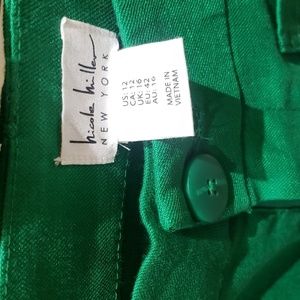 nicole miller
NEW YORK
US: 12
CA: 12
UK: 16
EU: 42
AU: 16
MADE IN
VIETNAM